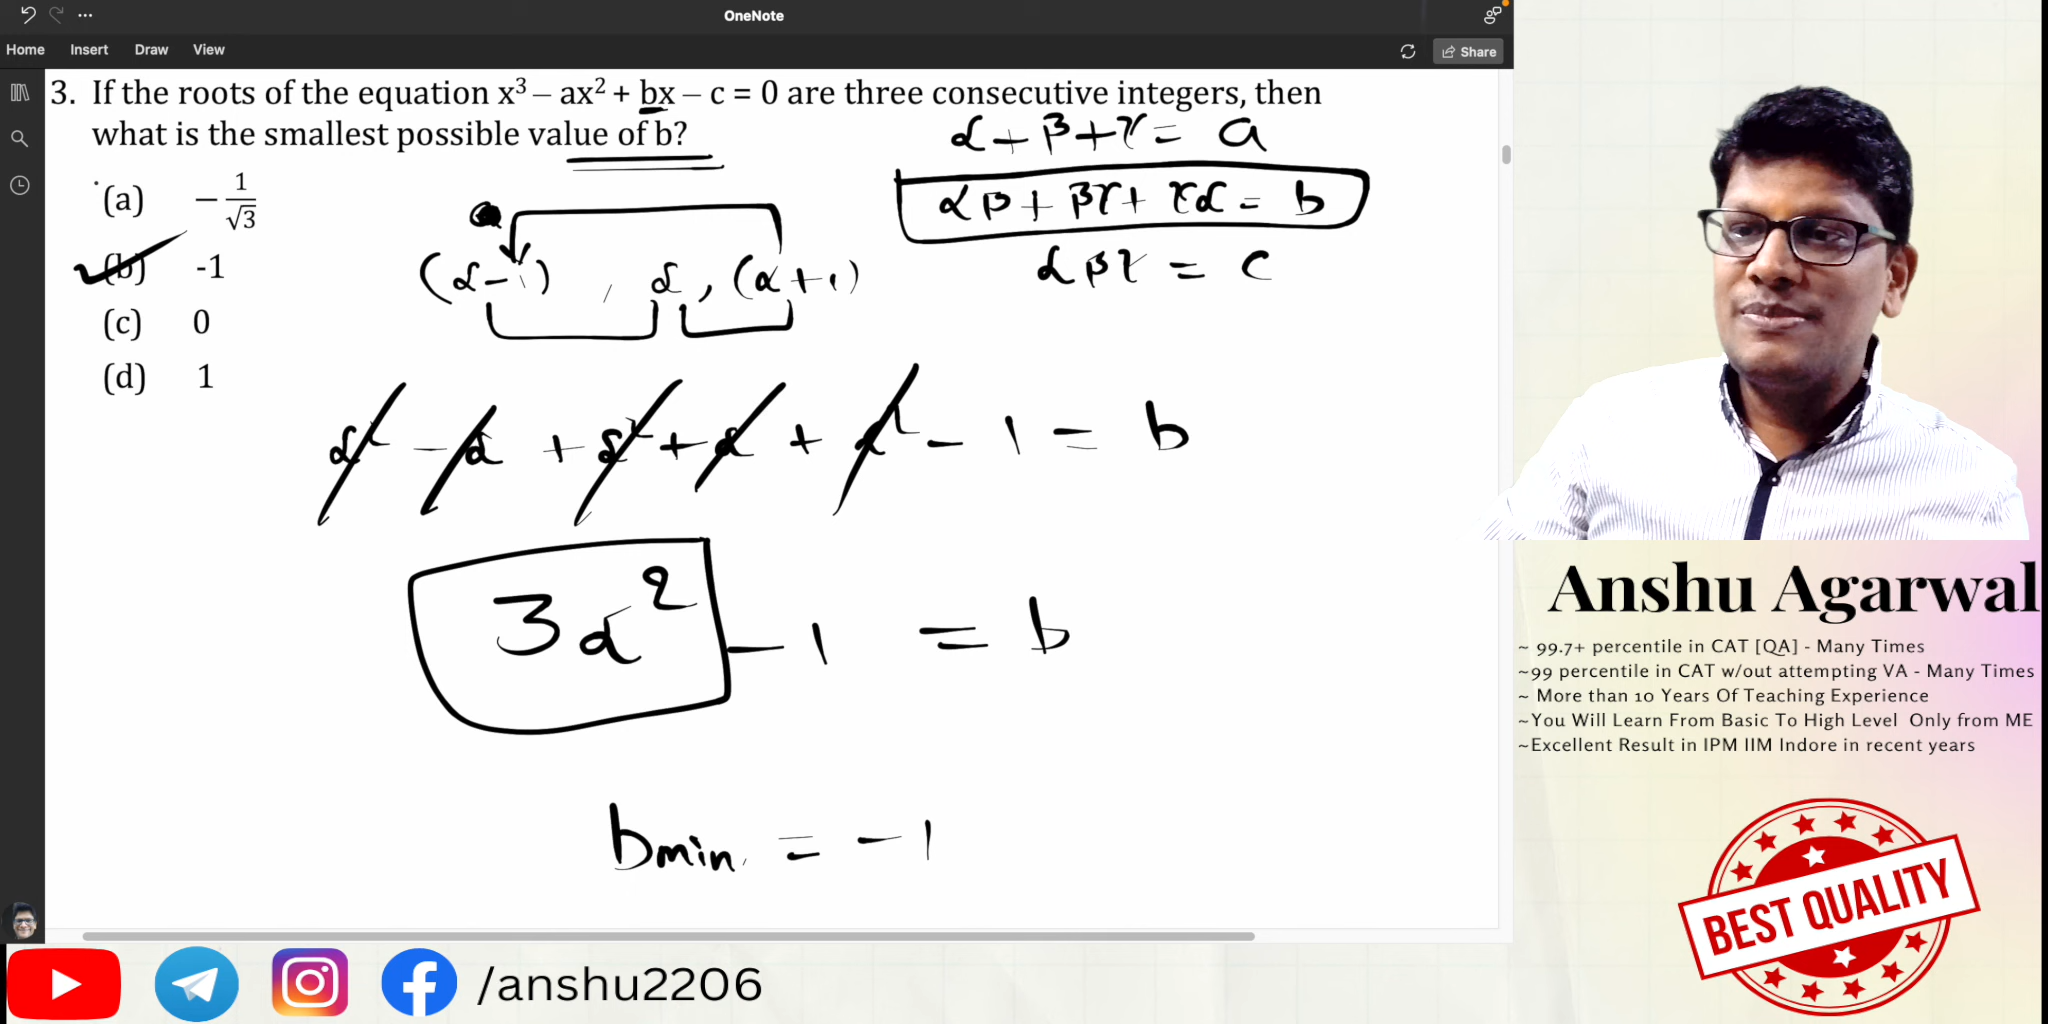 OneNote
Home Insert Draw View
Share
3. If the roots of the equation x³ – ax² + bx – c = 0 are three consecutive integers, then
what is the smallest possible value of b?
(a) – 1/√3
(b) -1
(c) 0
(d) 1
α + β + γ = a
αβ + βγ + γα = b
αβγ = c
(α – 1) , α , (α + 1)
α² – α + α² + α + α² – 1 = b
3α² – 1 = b
bmin. = – 1
Anshu Agarwal
~ 99.7+ percentile in CAT [QA] - Many Times
~99 percentile in CAT w/out attempting VA - Many Times
~ More than 10 Years Of Teaching Experience
~You Will Learn From Basic To High Level Only from ME
~Excellent Result in IPM IIM Indore in recent years
BEST QUALITY
/anshu2206